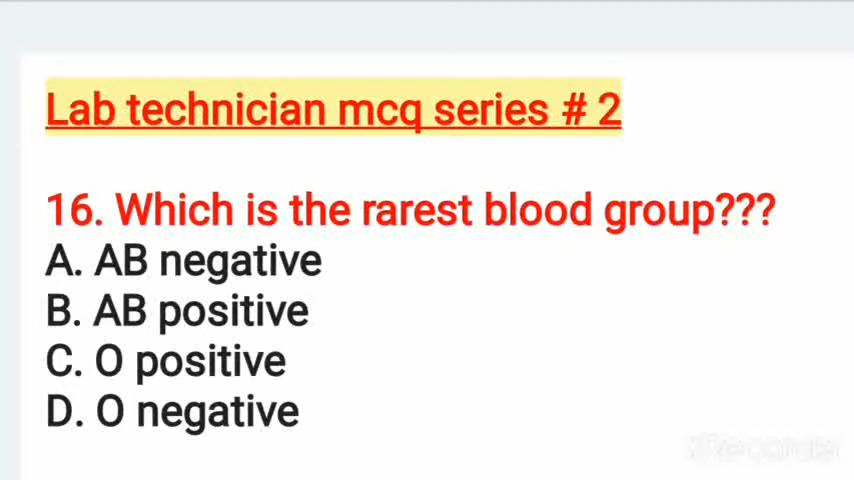 Lab technician mcq series # 2
16. Which is the rarest blood group???
A. AB negative
B. AB positive
C. O positive
D. O negative